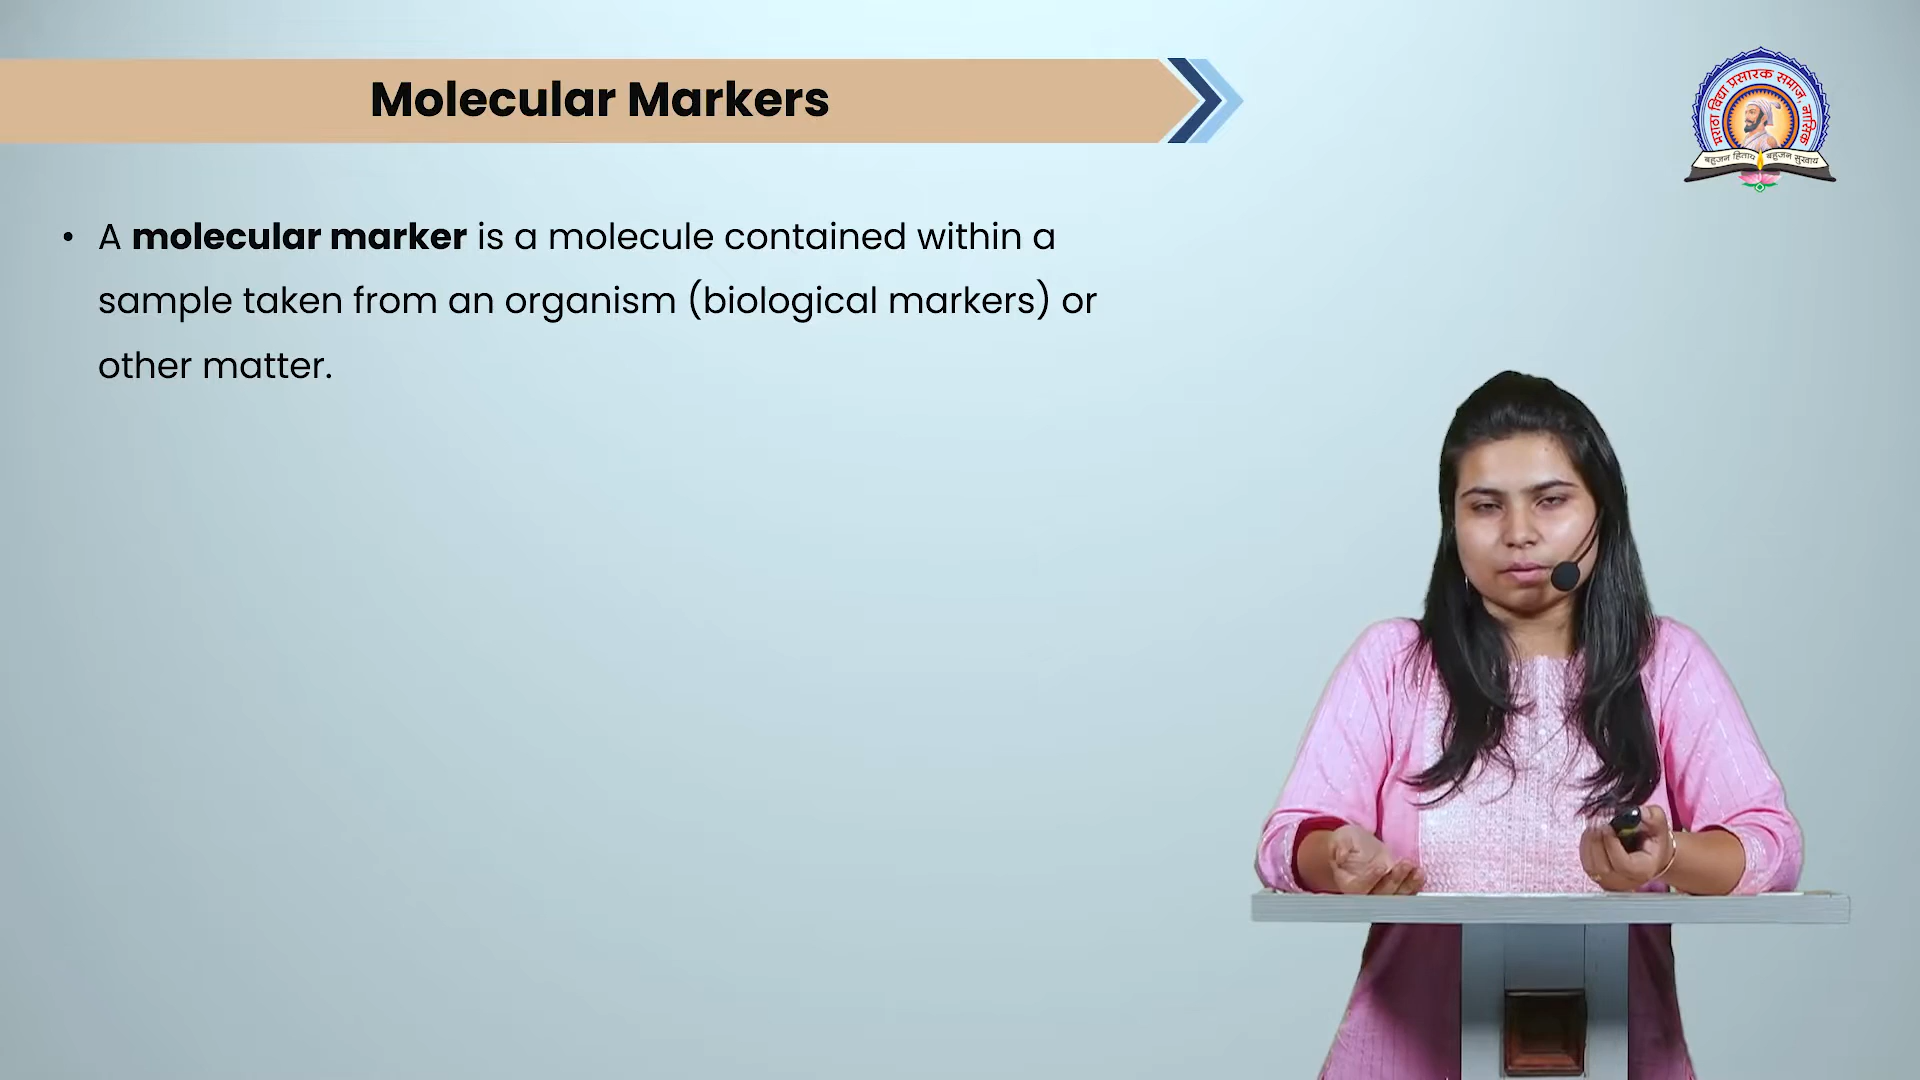 Molecular Markers
मराठा विद्या प्रसारक समाज, नासिक
बहुजन हिताय बहुजन सुखाय
• A molecular marker is a molecule contained within a
sample taken from an organism (biological markers) or
other matter.